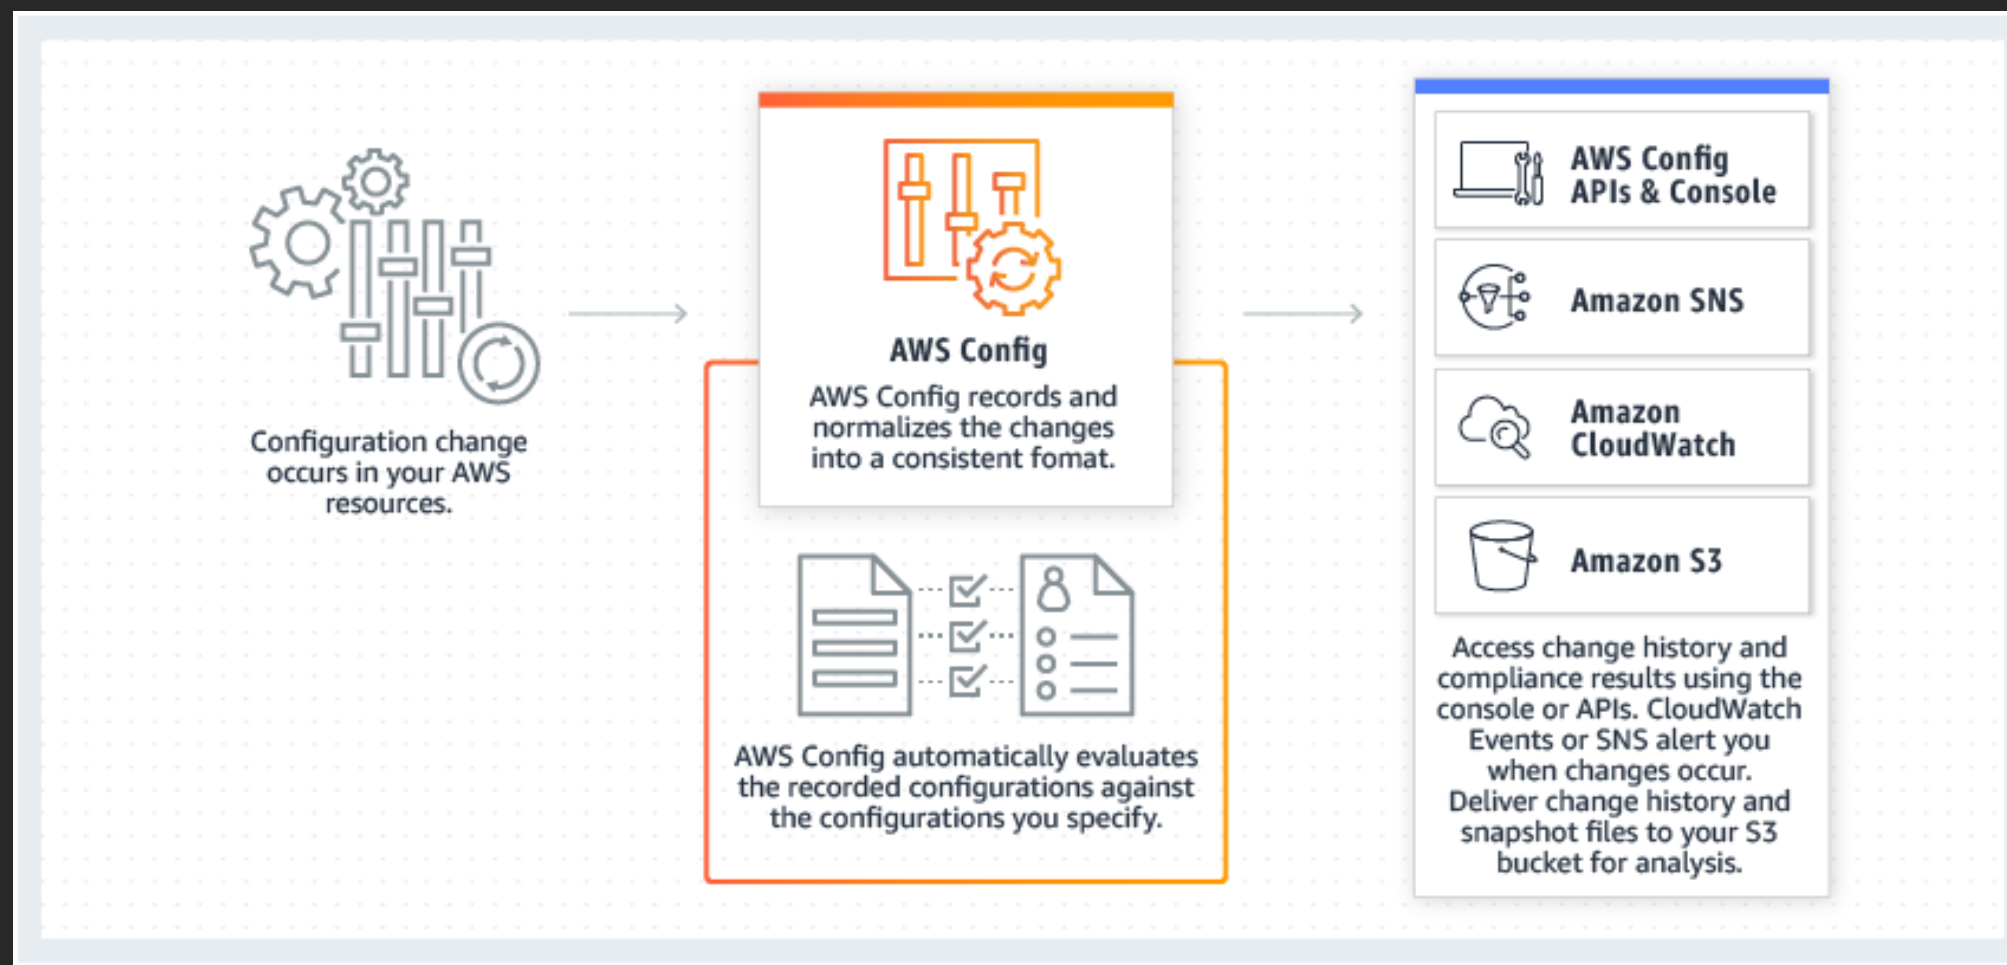 Configuration change
occurs in your AWS
resources.
AWS Config
AWS Config records and
normalizes the changes
into a consistent fomat.
AWS Config automatically evaluates
the recorded configurations against
the configurations you specify.
AWS Config
APIs & Console
Amazon SNS
Amazon
CloudWatch
Amazon S3
Access change history and
compliance results using the
console or APIs. CloudWatch
Events or SNS alert you
when changes occur.
Deliver change history and
snapshot files to your S3
bucket for analysis.